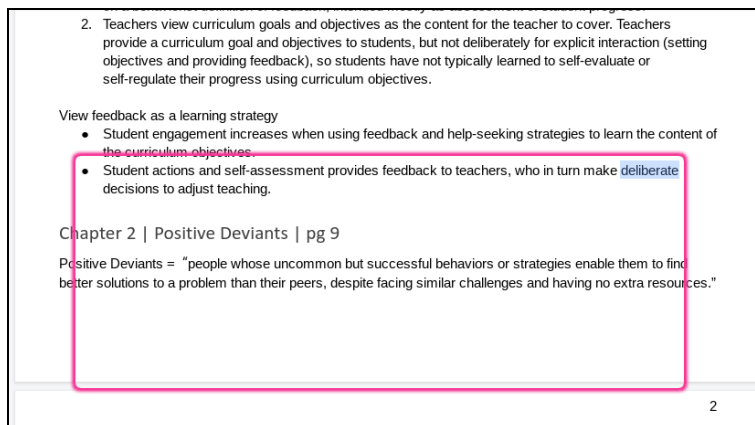 2. Teachers view curriculum goals and objectives as the content for the teacher to cover. Teachers
provide a curriculum goal and objectives to students, but not deliberately for explicit interaction (setting
objectives and providing feedback), so students have not typically learned to self-evaluate or
self-regulate their progress using curriculum objectives.
View feedback as a learning strategy
● Student engagement increases when using feedback and help-seeking strategies to learn the content of
the curriculum objectives.
● Student actions and self-assessment provides feedback to teachers, who in turn make deliberate
decisions to adjust teaching.
Chapter 2 | Positive Deviants | pg 9
Positive Deviants = “people whose uncommon but successful behaviors or strategies enable them to find
better solutions to a problem than their peers, despite facing similar challenges and having no extra resources.”
2